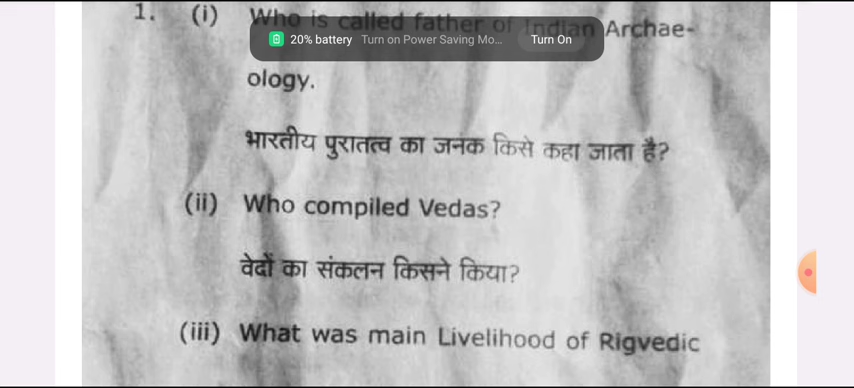 1. (i) Who is called father of Indian Archae-
20% battery Turn on Power Saving Mo... Turn On
ology.
भारतीय पुरातत्व का जनक किसे कहा जाता है?
(ii) Who compiled Vedas?
वेदों का संकलन किसने किया?
(iii) What was main Livelihood of Rigvedic